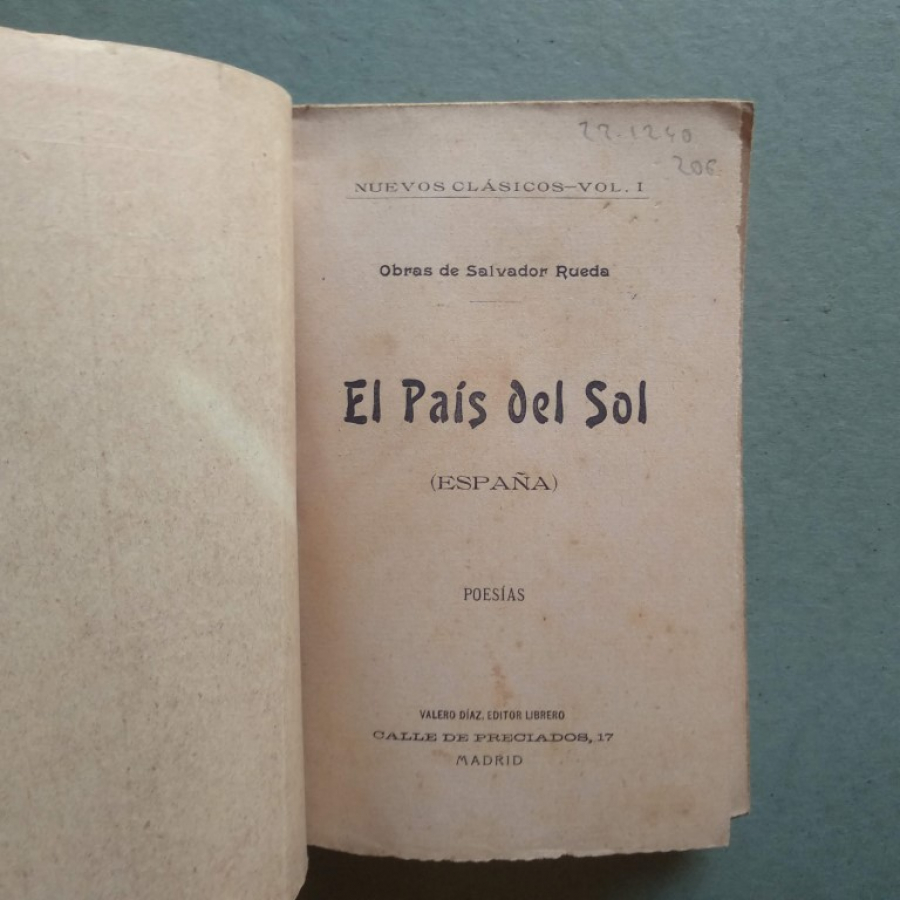 22.1240
206
NUEVOS CLÁSICOS—VOL. I
Obras de Salvador Rueda
El País del Sol
(ESPAÑA)
POESÍAS
VALERO DÍAZ. EDITOR LIBRERO
CALLE DE PRECIADOS, 17
MADRID